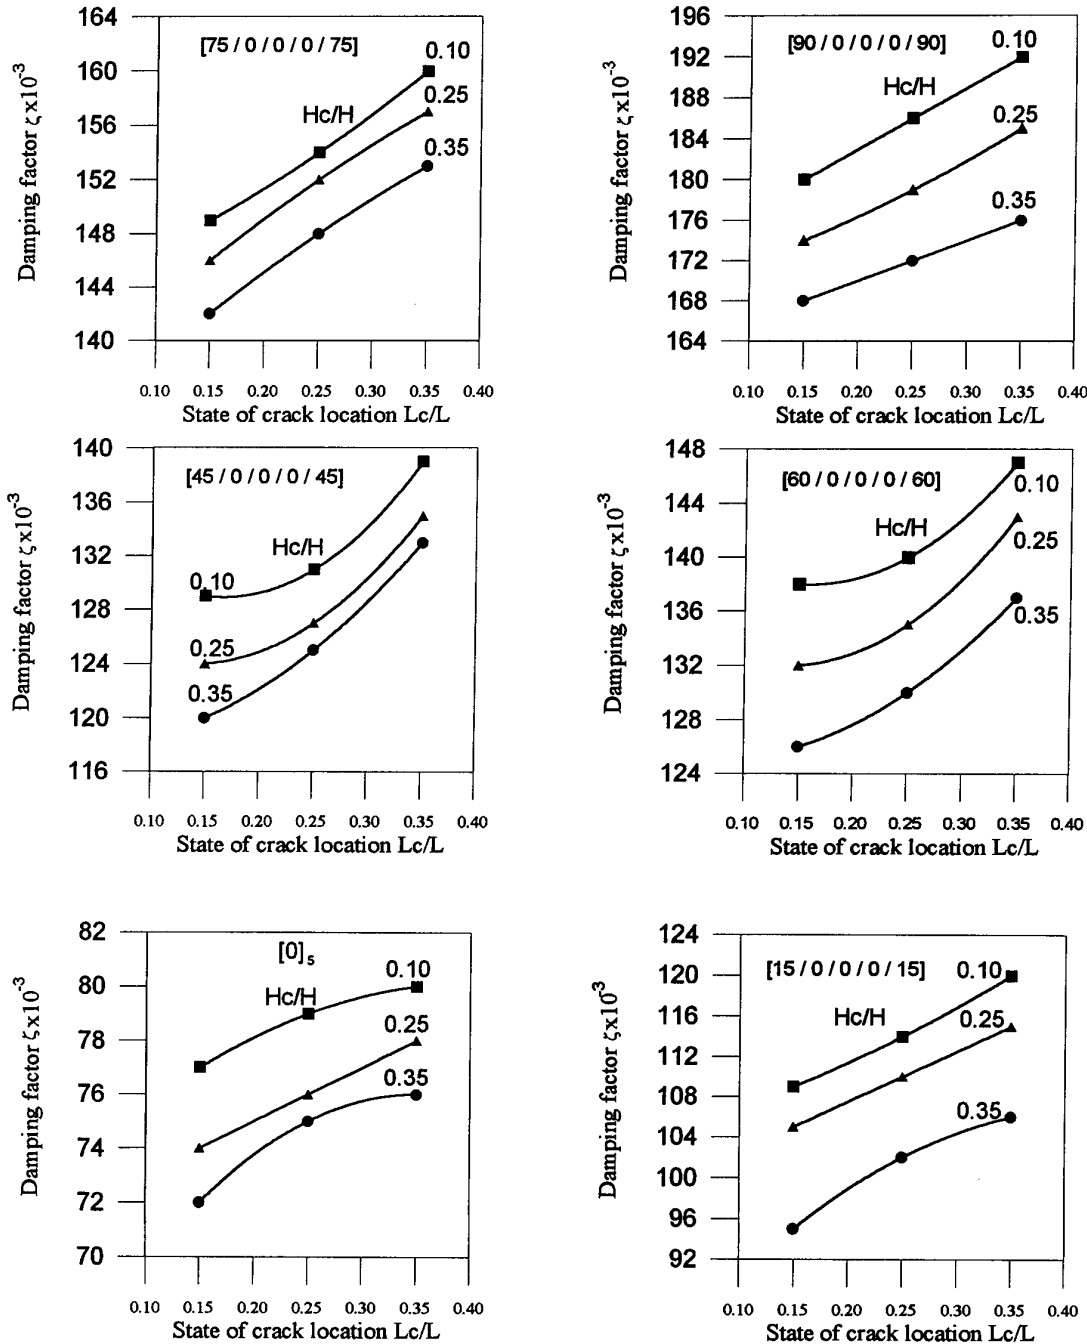 164
160
156
152
148
144
140
Damping factor ζx10⁻³
[75 / 0 / 0 / 0 / 75]
Hc/H
0.10
0.25
0.35
0.10 0.15 0.20 0.25 0.30 0.35 0.40
State of crack location Lc/L
196
192
188
184
180
176
172
168
164
Damping factor ζx10⁻³
[90 / 0 / 0 / 0 / 90]
Hc/H
0.10
0.25
0.35
0.10 0.15 0.20 0.25 0.30 0.35 0.40
State of crack location Lc/L
140
136
132
128
124
120
116
Damping factor ζx10⁻³
[45 / 0 / 0 / 0 / 45]
Hc/H
0.10
0.25
0.35
0.10 0.15 0.20 0.25 0.30 0.35 0.40
State of crack location Lc/L
148
144
140
136
132
128
124
Damping factor ζx10⁻³
[60 / 0 / 0 / 0 / 60]
Hc/H
0.10
0.25
0.35
0.10 0.15 0.20 0.25 0.30 0.35 0.40
State of crack location Lc/L
82
80
78
76
74
72
70
Damping factor ζx10⁻³
[0]₅
Hc/H
0.10
0.25
0.35
0.10 0.15 0.20 0.25 0.30 0.35 0.40
State of crack location Lc/L
124
120
116
112
108
104
100
96
92
Damping factor ζx10⁻³
[15 / 0 / 0 / 0 / 15]
Hc/H
0.10
0.25
0.35
0.10 0.15 0.20 0.25 0.30 0.35 0.40
State of crack location Lc/L